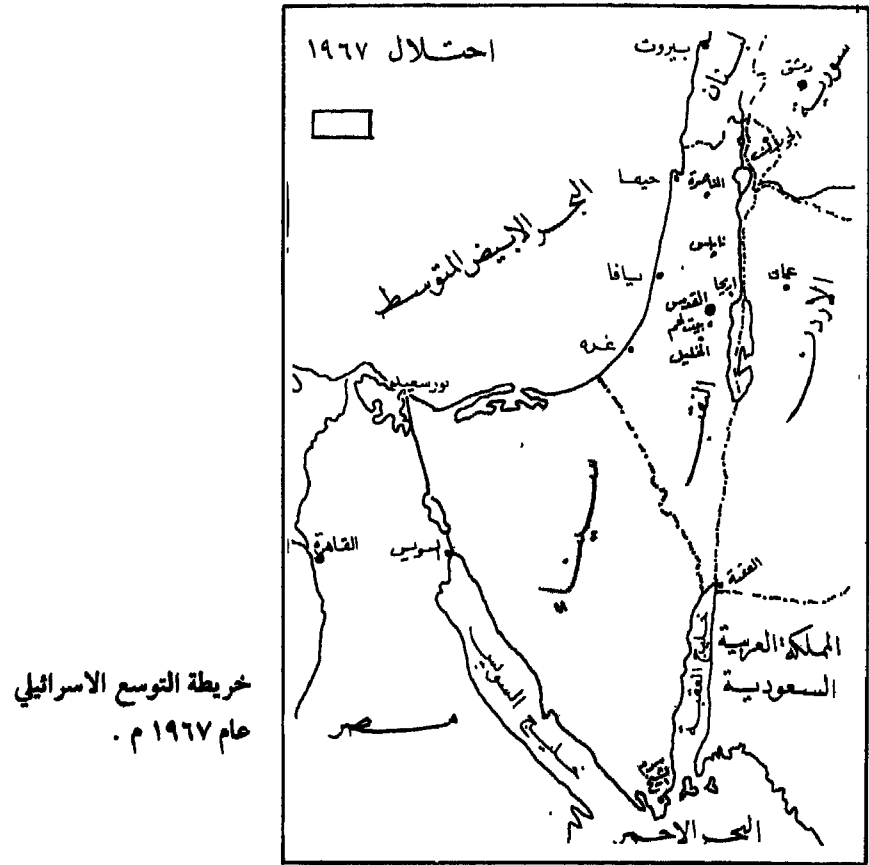 احتلال ١٩٦٧
بيروت
لبنان
دمشق
سورية
الجولان
حيفا
الناصرة
البحر الابيض المتوسط
نابلس
يافا
اريحا
عمان
القدس
الاردن
بيت لحم
غزه
الخليل
بورسعيد
النقب
سينا
القاهرة
السويس
العقبة
خليج العقبة
المملكة العربية
السعودية
خليج السويس
مصر
البحر الاحمر
خريطة التوسع الاسرائيلي
عام ١٩٦٧ م .